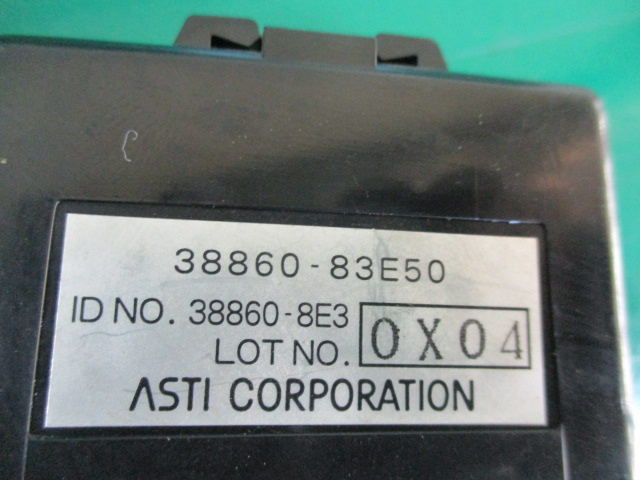 38860-83E50
ID NO. 38860-8E3
LOT NO. 0X04
ASTI CORPORATION